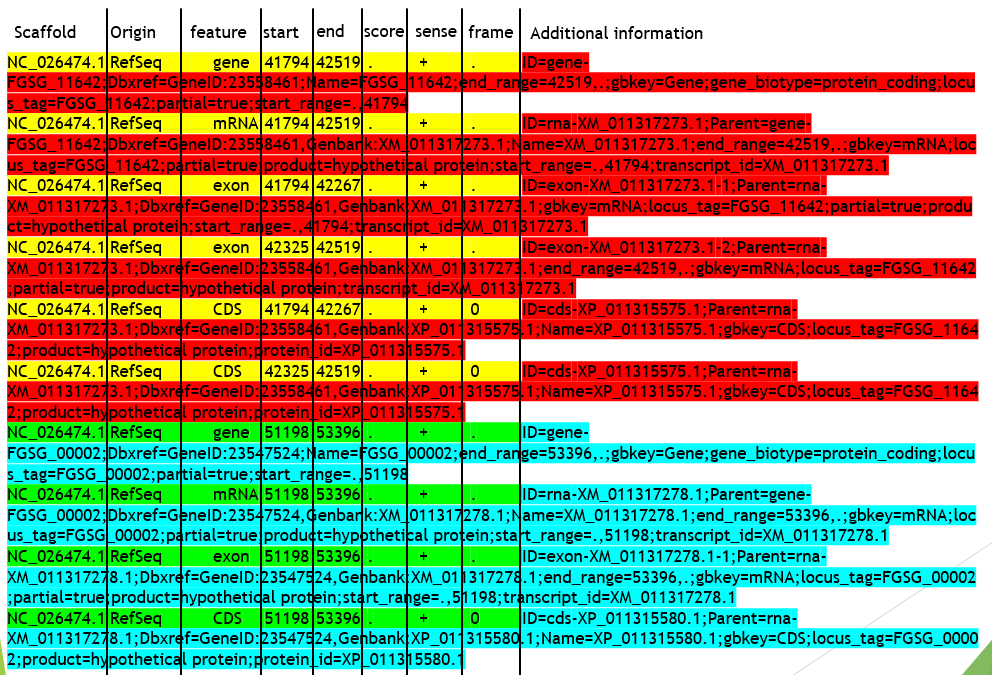 Scaffold Origin feature start end score sense frame Additional information
NC_026474.1 RefSeq gene 41794 42519 . + . ID=gene-
FGSG_11642;Dbxref=GeneID:23558461;Name=FGSG_11642;end_range=42519,.;gbkey=Gene;gene_biotype=protein_coding;locu
s_tag=FGSG_11642;partial=true;start_range=.,41794
NC_026474.1 RefSeq mRNA 41794 42519 . + . ID=rna-XM_011317273.1;Parent=gene-
FGSG_11642;Dbxref=GeneID:23558461,Genbank:XM_011317273.1;Name=XM_011317273.1;end_range=42519,.;gbkey=mRNA;loc
us_tag=FGSG_11642;partial=true;product=hypothetical protein;start_range=.,41794;transcript_id=XM_011317273.1
NC_026474.1 RefSeq exon 41794 42267 . + . ID=exon-XM_011317273.1-1;Parent=rna-
XM_011317273.1;Dbxref=GeneID:23558461,Genbank:XM_011317273.1;gbkey=mRNA;locus_tag=FGSG_11642;partial=true;produ
ct=hypothetical protein;start_range=.,41794;transcript_id=XM_011317273.1
NC_026474.1 RefSeq exon 42325 42519 . + . ID=exon-XM_011317273.1-2;Parent=rna-
XM_011317273.1;Dbxref=GeneID:23558461,Genbank:XM_011317273.1;end_range=42519,.;gbkey=mRNA;locus_tag=FGSG_11642
;partial=true;product=hypothetical protein;transcript_id=XM_011317273.1
NC_026474.1 RefSeq CDS 41794 42267 . + 0 ID=cds-XP_011315575.1;Parent=rna-
XM_011317273.1;Dbxref=GeneID:23558461,Genbank:XP_011315575.1;Name=XP_011315575.1;gbkey=CDS;locus_tag=FGSG_1164
2;product=hypothetical protein;protein_id=XP_011315575.1
NC_026474.1 RefSeq CDS 42325 42519 . + 0 ID=cds-XP_011315575.1;Parent=rna-
XM_011317273.1;Dbxref=GeneID:23558461,Genbank:XP_011315575.1;Name=XP_011315575.1;gbkey=CDS;locus_tag=FGSG_1164
2;product=hypothetical protein;protein_id=XP_011315575.1
NC_026474.1 RefSeq gene 51198 53396 . + . ID=gene-
FGSG_00002;Dbxref=GeneID:23547524;Name=FGSG_00002;end_range=53396,.;gbkey=Gene;gene_biotype=protein_coding;locu
s_tag=FGSG_00002;partial=true;start_range=.,51198
NC_026474.1 RefSeq mRNA 51198 53396 . + . ID=rna-XM_011317278.1;Parent=gene-
FGSG_00002;Dbxref=GeneID:23547524,Genbank:XM_011317278.1;Name=XM_011317278.1;end_range=53396,.;gbkey=mRNA;loc
us_tag=FGSG_00002;partial=true;product=hypothetical protein;start_range=.,51198;transcript_id=XM_011317278.1
NC_026474.1 RefSeq exon 51198 53396 . + . ID=exon-XM_011317278.1-1;Parent=rna-
XM_011317278.1;Dbxref=GeneID:23547524,Genbank:XM_011317278.1;end_range=53396,.;gbkey=mRNA;locus_tag=FGSG_00002
;partial=true;product=hypothetical protein;start_range=.,51198;transcript_id=XM_011317278.1
NC_026474.1 RefSeq CDS 51198 53396 . + 0 ID=cds-XP_011315580.1;Parent=rna-
XM_011317278.1;Dbxref=GeneID:23547524,Genbank:XP_011315580.1;Name=XP_011315580.1;gbkey=CDS;locus_tag=FGSG_0000
2;product=hypothetical protein;protein_id=XP_011315580.1